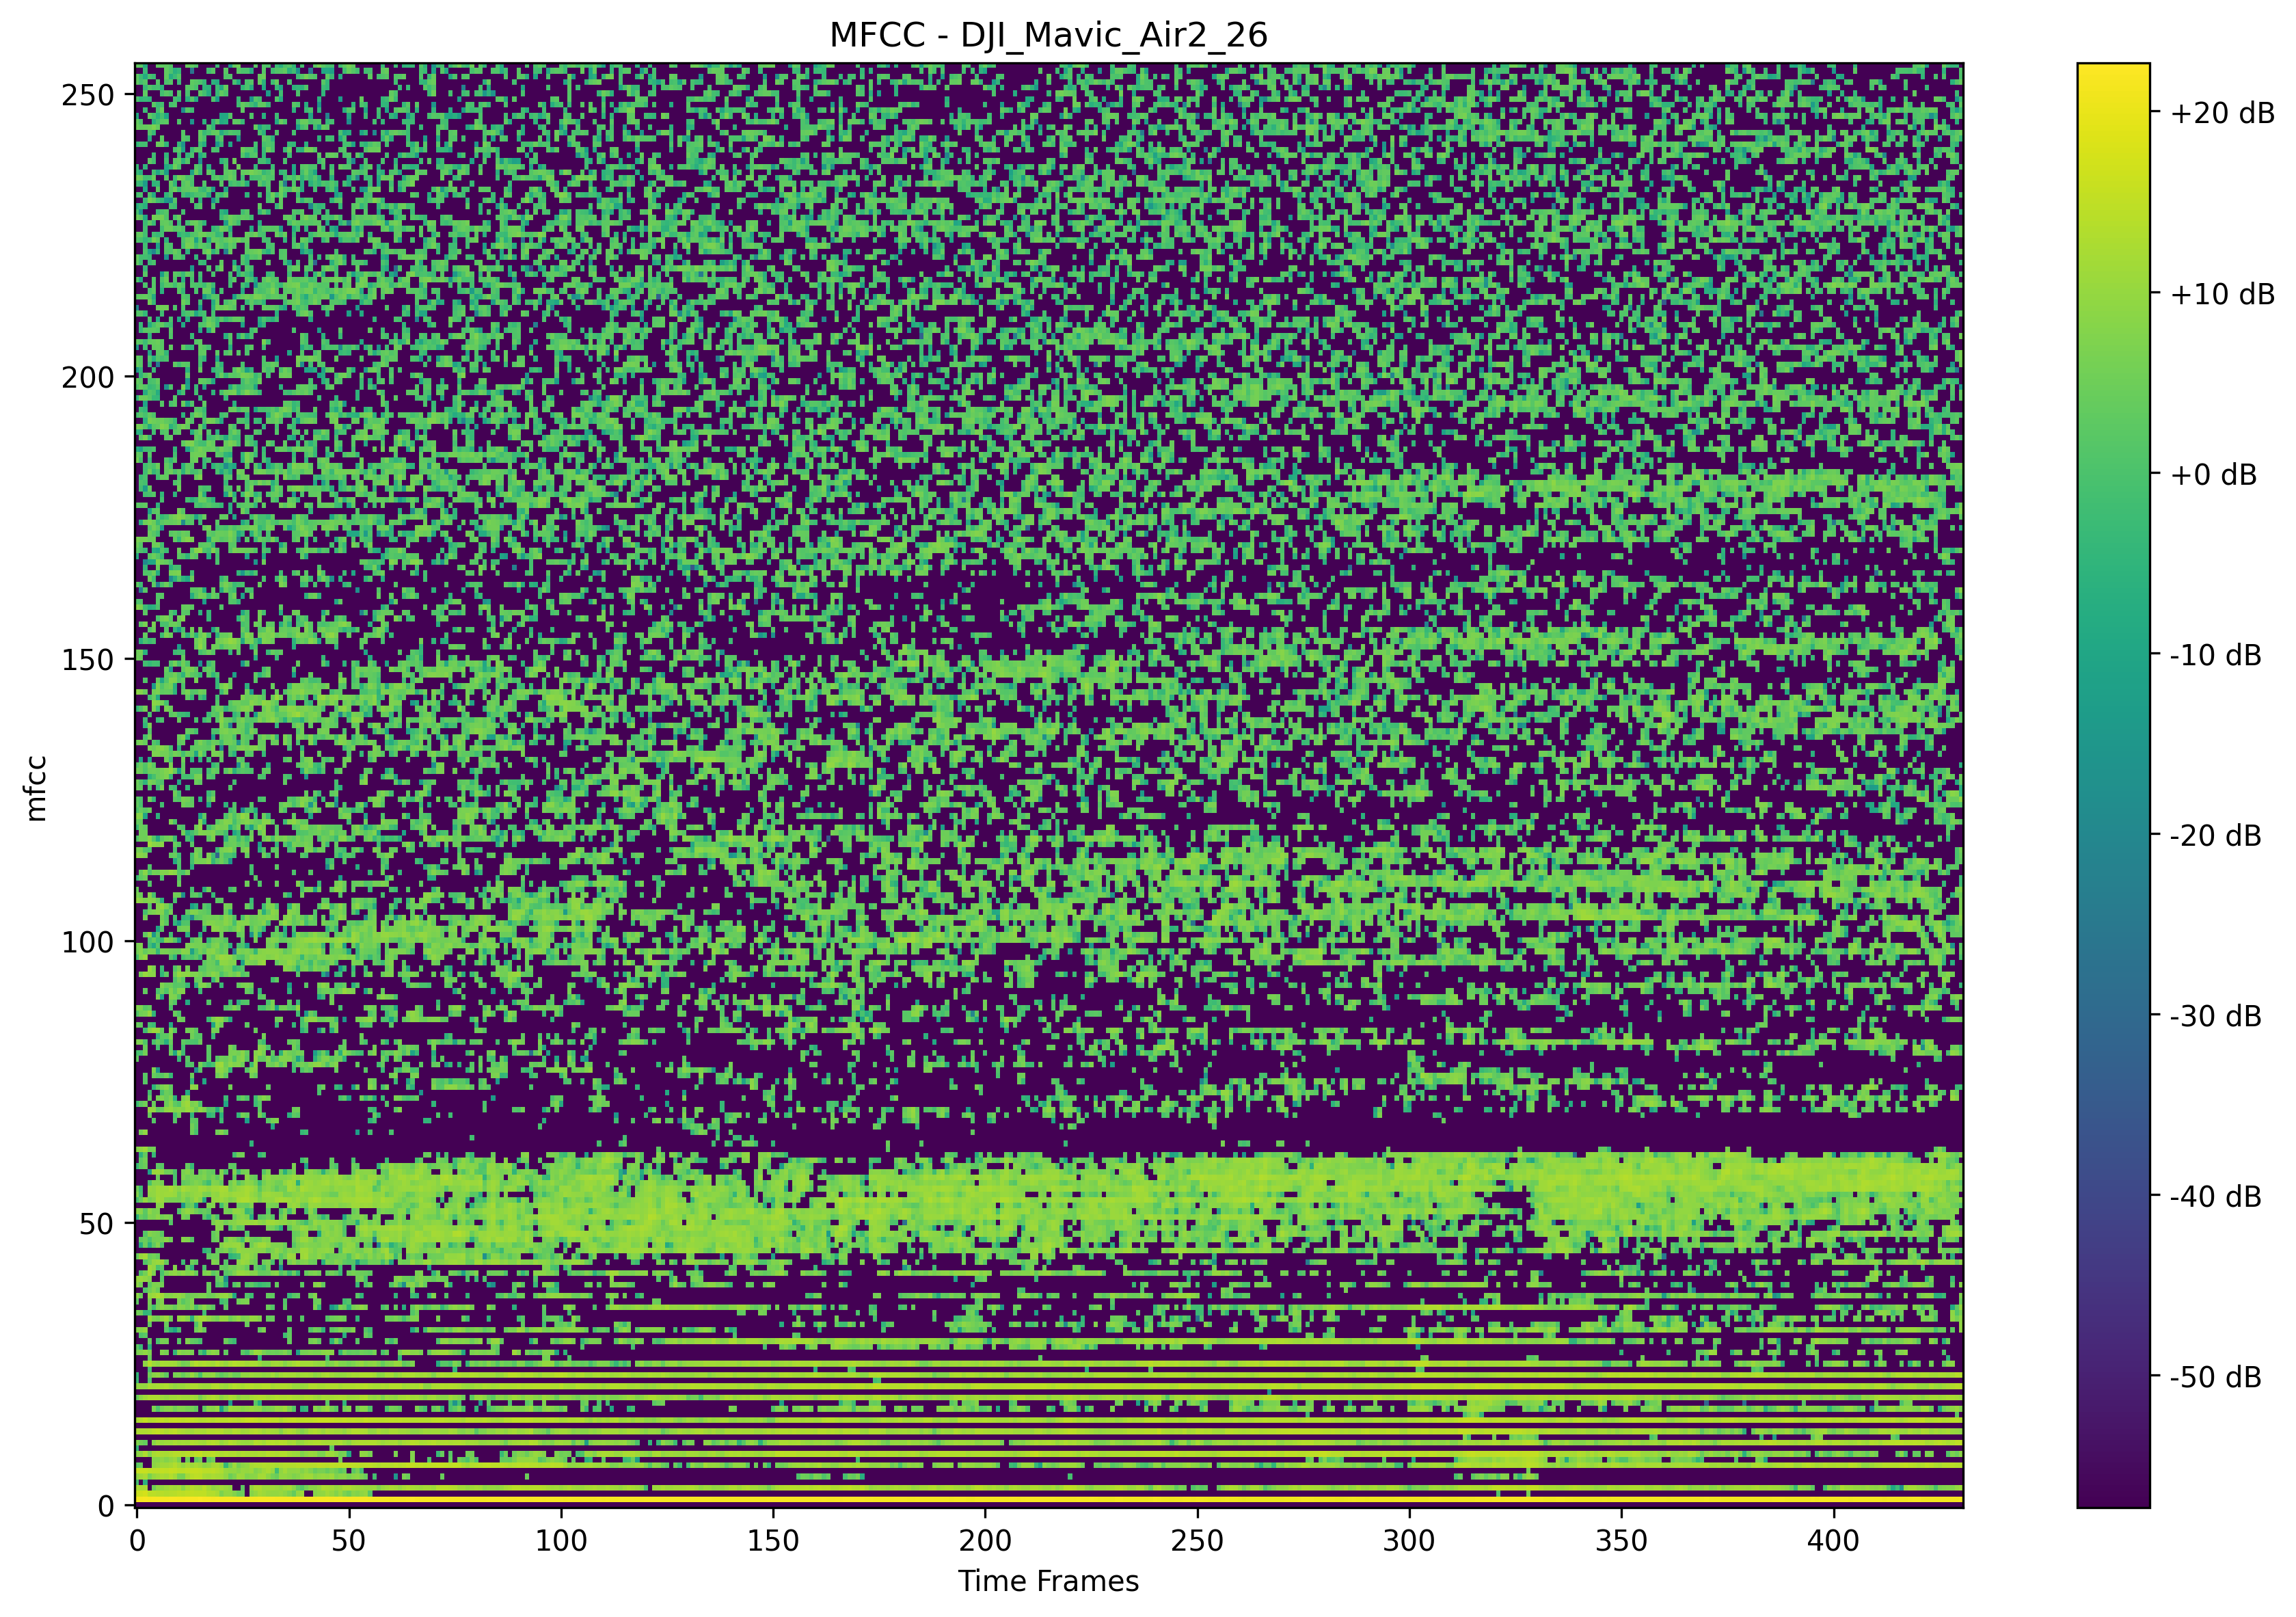 MFCC - DJI_Mavic_Air2_26
250
200
150
100
50
0
mfcc
0 50 100 150 200 250 300 350 400
Time Frames
+20 dB
+10 dB
+0 dB
-10 dB
-20 dB
-30 dB
-40 dB
-50 dB